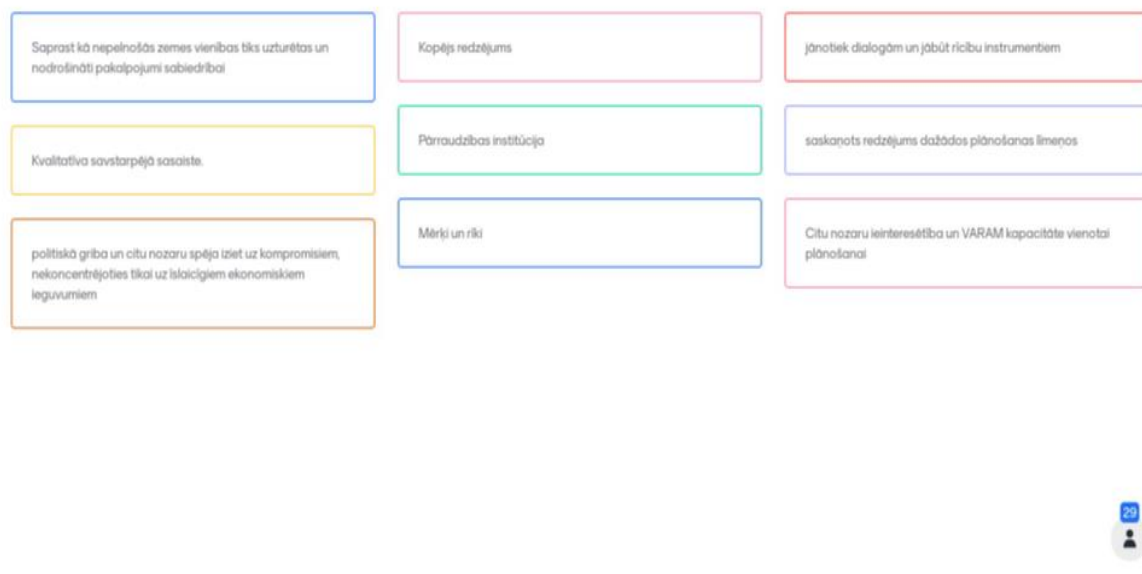 Saprast kā nepelnošās zemes vienības tiks uzturētas un
nodrošināti pakalpojumi sabiedrībai
Kvalitatīva savstarpējā sasaiste.
politiskā griba un citu nozaru spēja iziet uz kompromisiem,
nekoncentrējoties tikai uz īslaicīgiem ekonomiskiem
ieguvumiem
Kopējs redzējums
Pārraudzības institūcija
Mērķi un rīki
jānotiek dialogām un jābūt rīcību instrumentiem
saskaņots redzējums dažādos plānošanas līmeņos
Citu nozaru ieinteresētība un VARAM kapacitāte vienotai
plānošanai
29